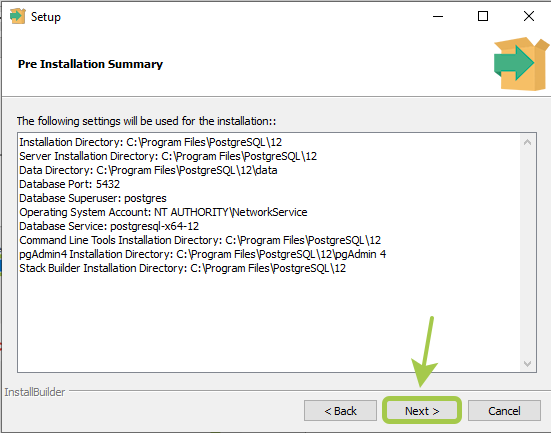 Setup
Pre Installation Summary
The following settings will be used for the installation::
Installation Directory: C:\Program Files\PostgreSQL\12
Server Installation Directory: C:\Program Files\PostgreSQL\12
Data Directory: C:\Program Files\PostgreSQL\12\data
Database Port: 5432
Database Superuser: postgres
Operating System Account: NT AUTHORITY\NetworkService
Database Service: postgresql-x64-12
Command Line Tools Installation Directory: C:\Program Files\PostgreSQL\12
pgAdmin4 Installation Directory: C:\Program Files\PostgreSQL\12\pgAdmin 4
Stack Builder Installation Directory: C:\Program Files\PostgreSQL\12
InstallBuilder
< Back Next > Cancel